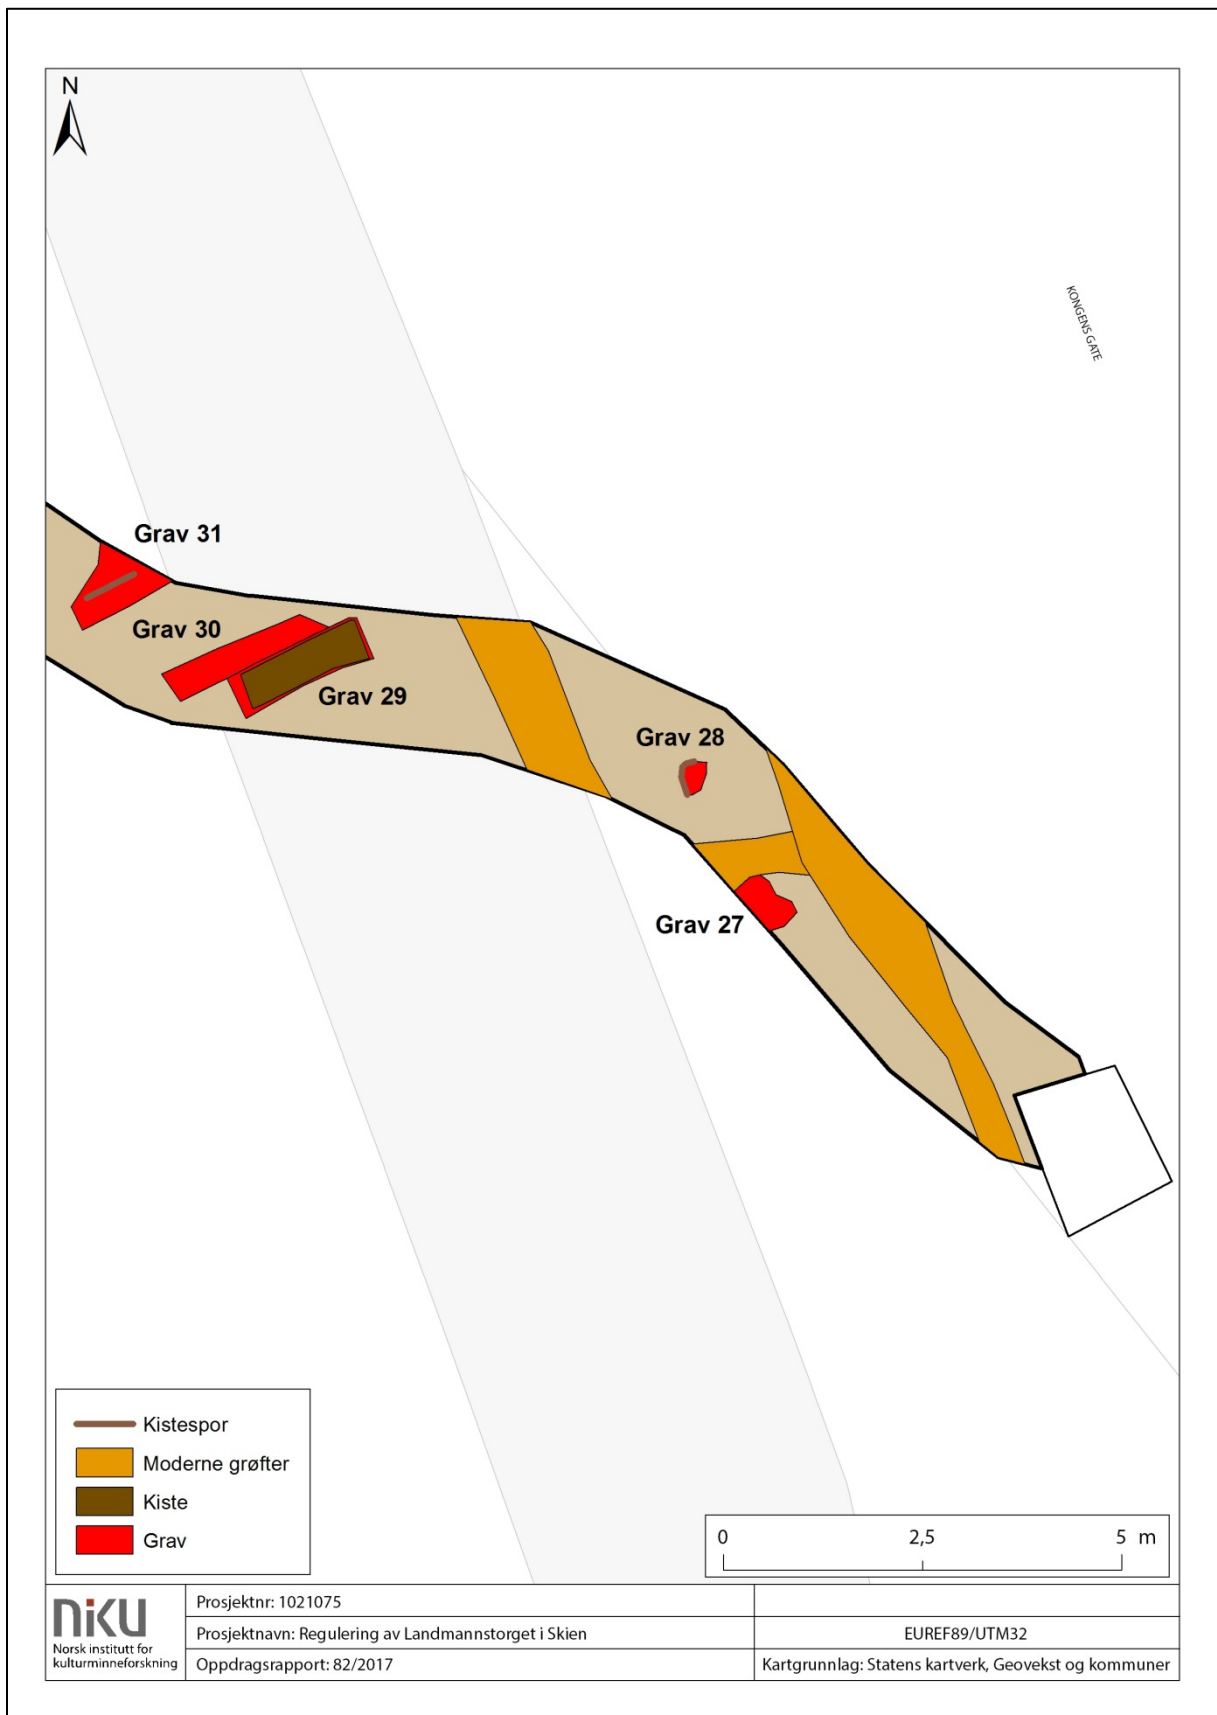 N
KONGENS GATE
Grav 31
Grav 30
Grav 29
Grav 28
Grav 27
Kistespor
Moderne grøfter
Kiste
Grav
0 2,5 5 m
niku
Norsk institutt for
kulturminneforskning
Prosjektnr: 1021075
Prosjektnavn: Regulering av Landmannstorget i Skien
Oppdragsrapport: 82/2017
EUREF89/UTM32
Kartgrunnlag: Statens kartverk, Geovekst og kommuner